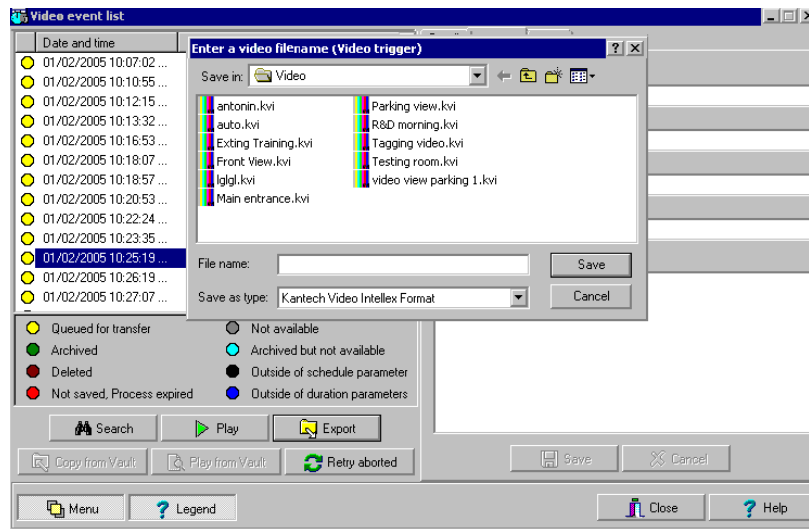 Video event list
Date and time
01/02/2005 10:07:02 ...
01/02/2005 10:10:55 ...
01/02/2005 10:12:15 ...
01/02/2005 10:13:32 ...
01/02/2005 10:16:53 ...
01/02/2005 10:18:07 ...
01/02/2005 10:18:57 ...
01/02/2005 10:20:53 ...
01/02/2005 10:22:24 ...
01/02/2005 10:23:35 ...
01/02/2005 10:25:19 ...
01/02/2005 10:26:19 ...
01/02/2005 10:27:07 ...
Enter a video filename (Video trigger)
Save in: Video
antonin.kvi
auto.kvi
Exting Training.kvi
Front View.kvi
lglgl.kvi
Main entrance.kvi
Parking view.kvi
R&D morning.kvi
Tagging video.kvi
Testing room.kvi
video view parking 1.kvi
File name:
Save
Save as type: Kantech Video Intellex Format
Cancel
Queued for transfer
Not available
Archived
Archived but not available
Deleted
Outside of schedule parameter
Not saved, Process expired
Outside of duration parameters
Search
Play
Export
Copy from Vault
Play from Vault
Retry aborted
Save
Cancel
Menu
Legend
Close
Help